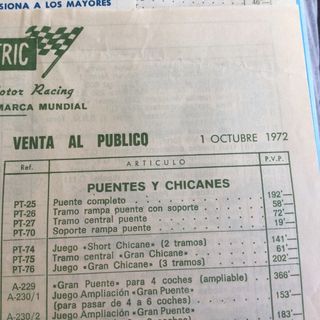 SIONA A LOS MAYORES
46'—
TRIC
Motor Racing
MARCA MUNDIAL
VENTA AL PUBLICO 1 OCTUBRE 1972
Ref. ARTICULO P.V.P.
PUENTES Y CHICANES
PT-25 Puente completo 192'—
PT-26 Tramo rampa puente con soporte 58'
PT-27 Tramo central puente 72'
PT-70 Soporte rampa puente 19'—
PT-74 Juego «Short Chicane» (2 tramos) 141'—
PT-75 Tramo central «Gran Chicane» 61'
PT-76 Juego «Gran Chicane» (3 tramos) 202'—
A-229 «Gran Puente» para 4 coches (ampliable) 366'—
A-230/1 Juego Ampliación «Gran Puente»
(para pasar de 4 a 6 coches) 153'—
A-230/2 Juego Ampliación «Gran Puente» 183'—